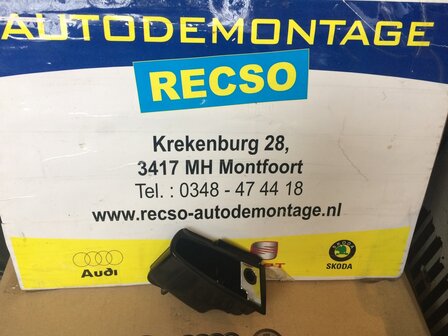 AUTODEMONTAGE
RECSO
Krekenburg 28,
3417 MH Montfoort
Tel. : 0348 - 47 44 18
www.recso-autodemontage.nl
Audi
SKODA